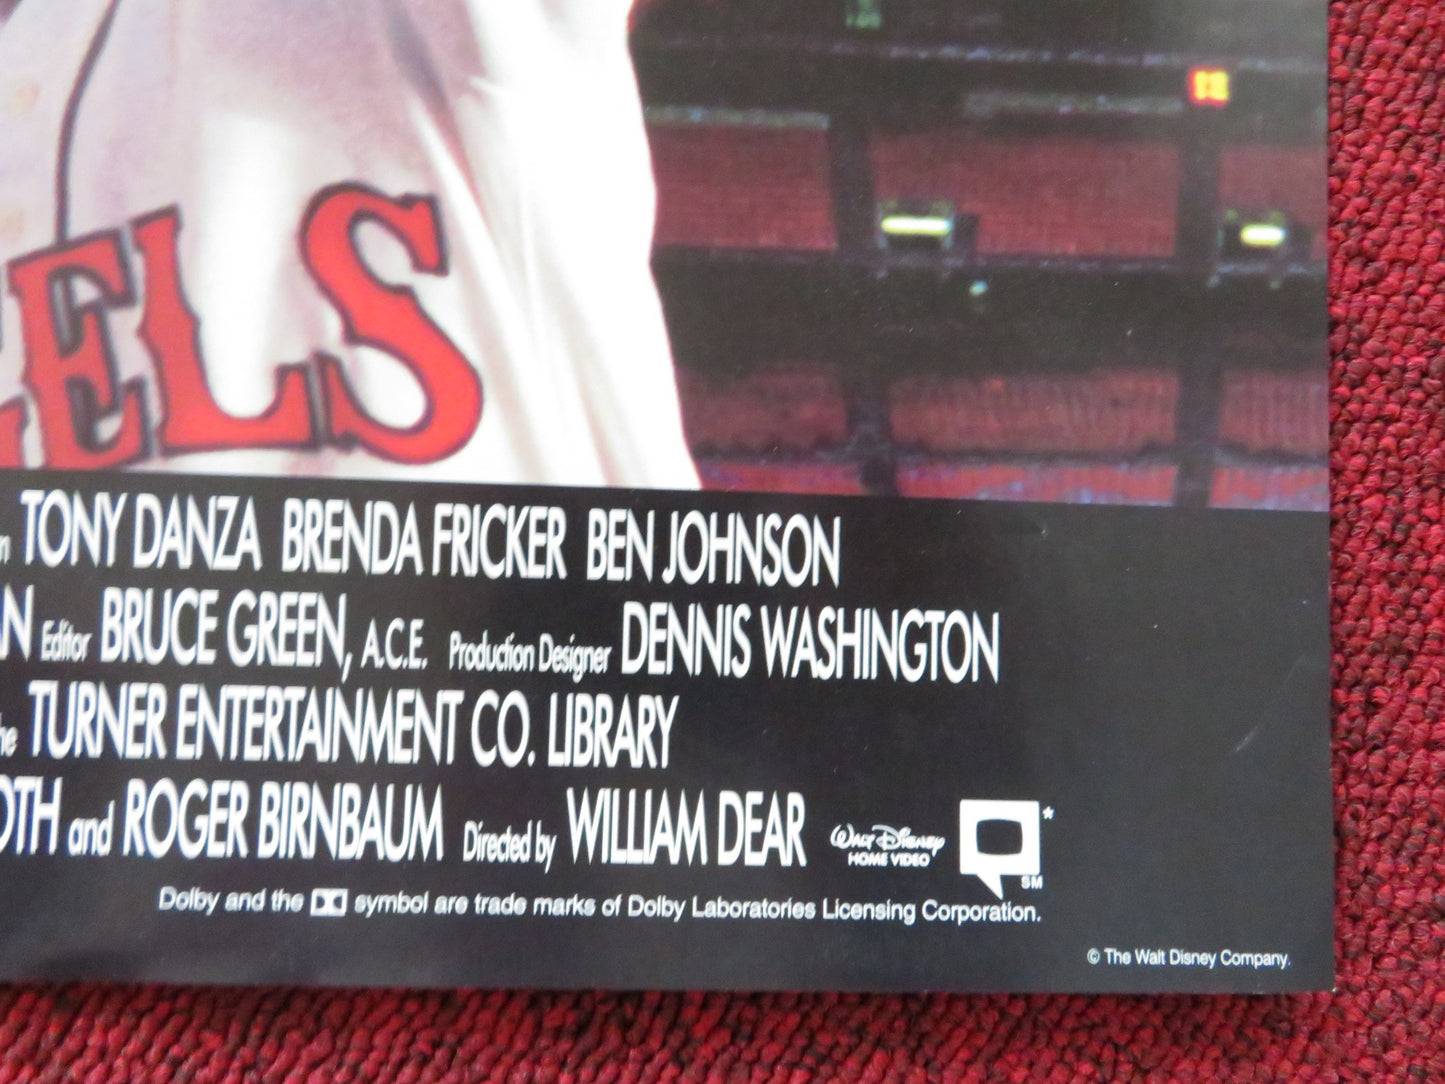 ELS
TONY DANZA BRENDA FRICKER BEN JOHNSON
Editor BRUCE GREEN, A.C.E. Production Designer DENNIS WASHINGTON
TURNER ENTERTAINMENT CO. LIBRARY
OTH and ROGER BIRNBAUM Directed by WILLIAM DEAR WALT DISNEY HOME VIDEO *
SM
Dolby and the symbol are trade marks of Dolby Laboratories Licensing Corporation.
© The Walt Disney Company.